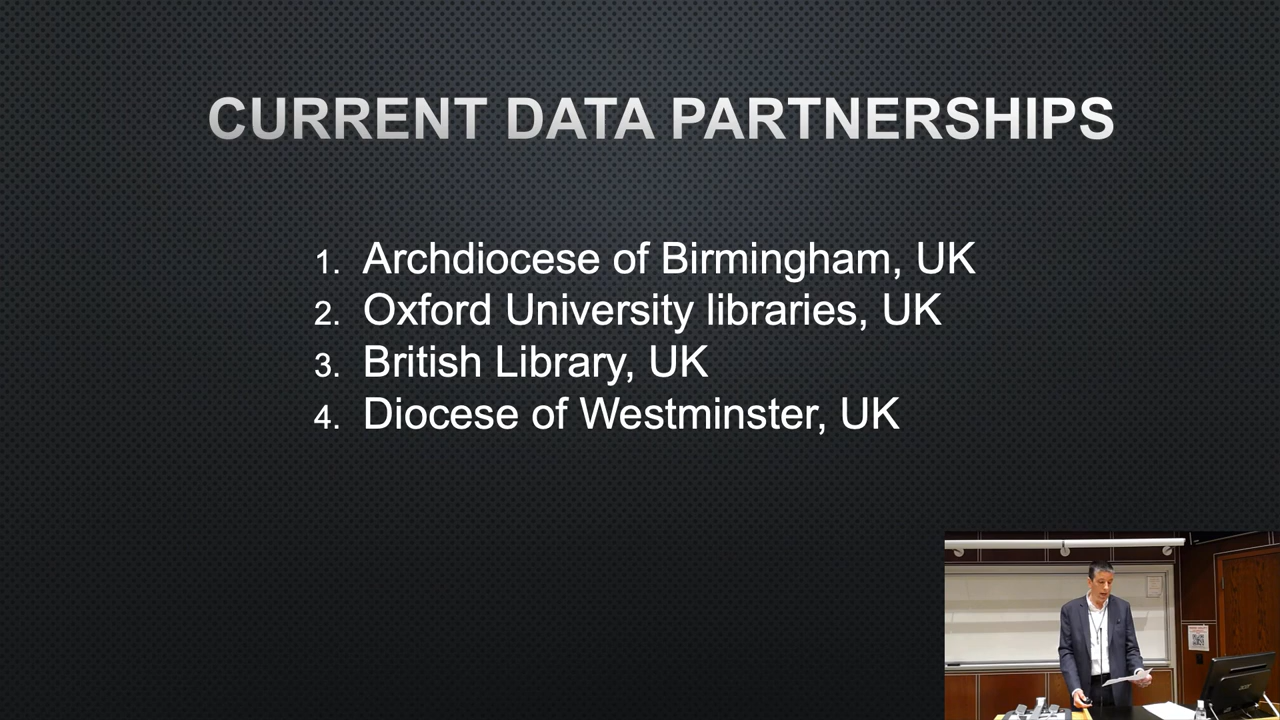 CURRENT DATA PARTNERSHIPS
1. Archdiocese of Birmingham, UK
2. Oxford University libraries, UK
3. British Library, UK
4. Diocese of Westminster, UK